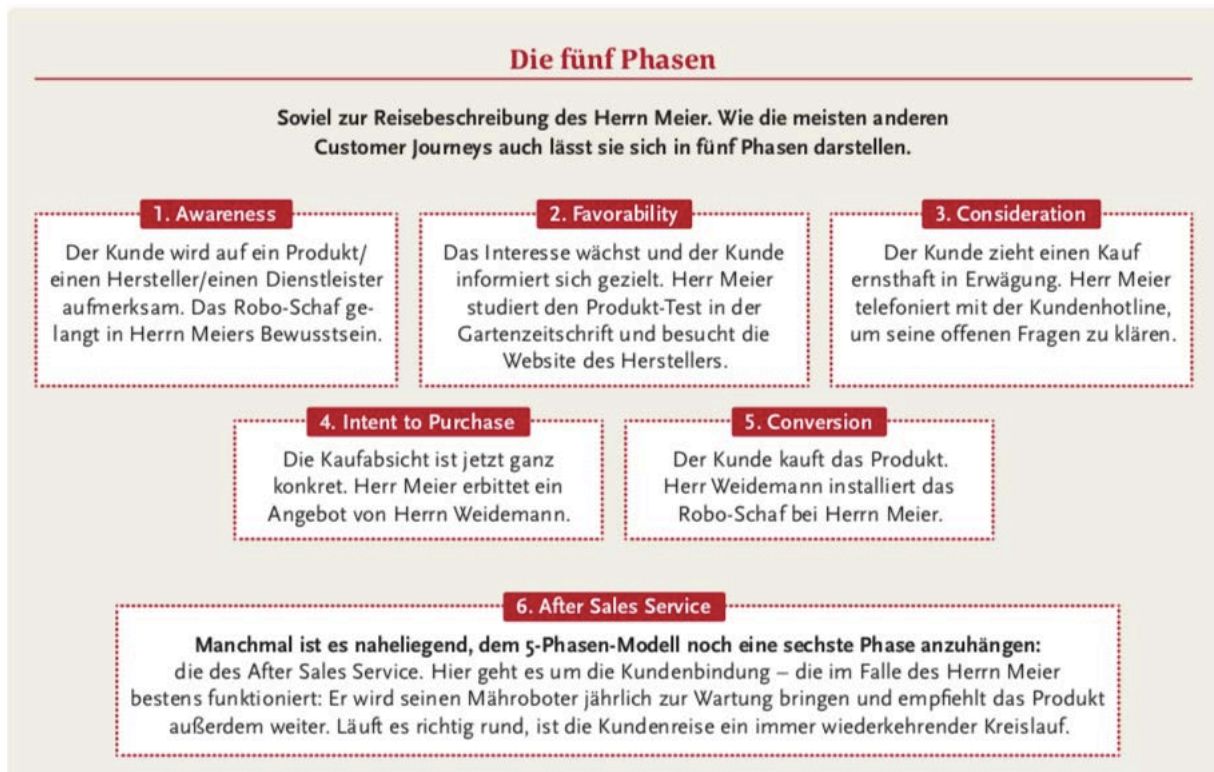 Die fünf Phasen
Soviel zur Reisebeschreibung des Herrn Meier. Wie die meisten anderen
Customer Journeys auch lässt sie sich in fünf Phasen darstellen.
1. Awareness
Der Kunde wird auf ein Produkt/
einen Hersteller/einen Dienstleister
aufmerksam. Das Robo-Schaf ge-
langt in Herrn Meiers Bewusstsein.
2. Favorability
Das Interesse wächst und der Kunde
informiert sich gezielt. Herr Meier
studiert den Produkt-Test in der
Gartenzeitschrift und besucht die
Website des Herstellers.
3. Consideration
Der Kunde zieht einen Kauf
ernsthaft in Erwägung. Herr Meier
telefoniert mit der Kundenhotline,
um seine offenen Fragen zu klären.
4. Intent to Purchase
Die Kaufabsicht ist jetzt ganz
konkret. Herr Meier erbittet ein
Angebot von Herrn Weidemann.
5. Conversion
Der Kunde kauft das Produkt.
Herr Weidemann installiert das
Robo-Schaf bei Herrn Meier.
6. After Sales Service
Manchmal ist es naheliegend, dem 5-Phasen-Modell noch eine sechste Phase anzuhängen:
die des After Sales Service. Hier geht es um die Kundenbindung – die im Falle des Herrn Meier
bestens funktioniert: Er wird seinen Mähroboter jährlich zur Wartung bringen und empfiehlt das Produkt
außerdem weiter. Läuft es richtig rund, ist die Kundenreise ein immer wiederkehrender Kreislauf.